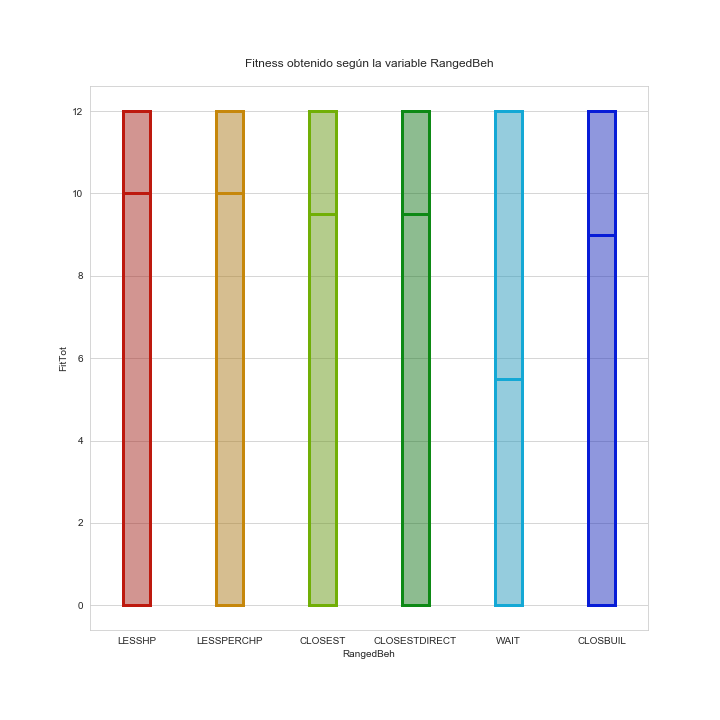 Fitness obtenido según la variable RangedBeh
12
10
8
6
4
2
0
FitTot
LESSHP LESSPERCHP CLOSEST CLOSESTDIRECT WAIT CLOSBUIL
RangedBeh